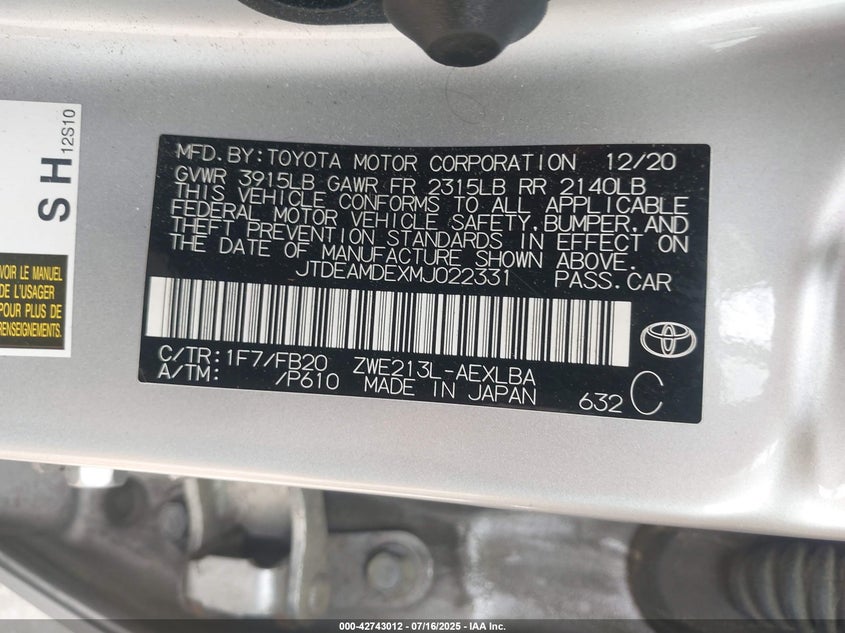 SH
12S10
VOIR LE MANUEL
DE L'USAGER
POUR PLUS DE
RENSEIGNEMENTS.
MFD. BY:TOYOTA MOTOR CORPORATION 12/20
GVWR 3915LB GAWR FR 2315LB RR 2140LB
THIS VEHICLE CONFORMS TO ALL APPLICABLE
FEDERAL MOTOR VEHICLE SAFETY,BUMPER,AND
THEFT PREVENTION STANDARDS IN EFFECT ON
THE DATE OF MANUFACTURE SHOWN ABOVE.
JTDEAMDEXMJ022331 PASS.CAR
C/TR: 1F7/FB20 ZWE213L-AEXLBA
A/TM: /P610 MADE IN JAPAN 632 C
000-42743012 - 07/16/2025 - IAA Inc.